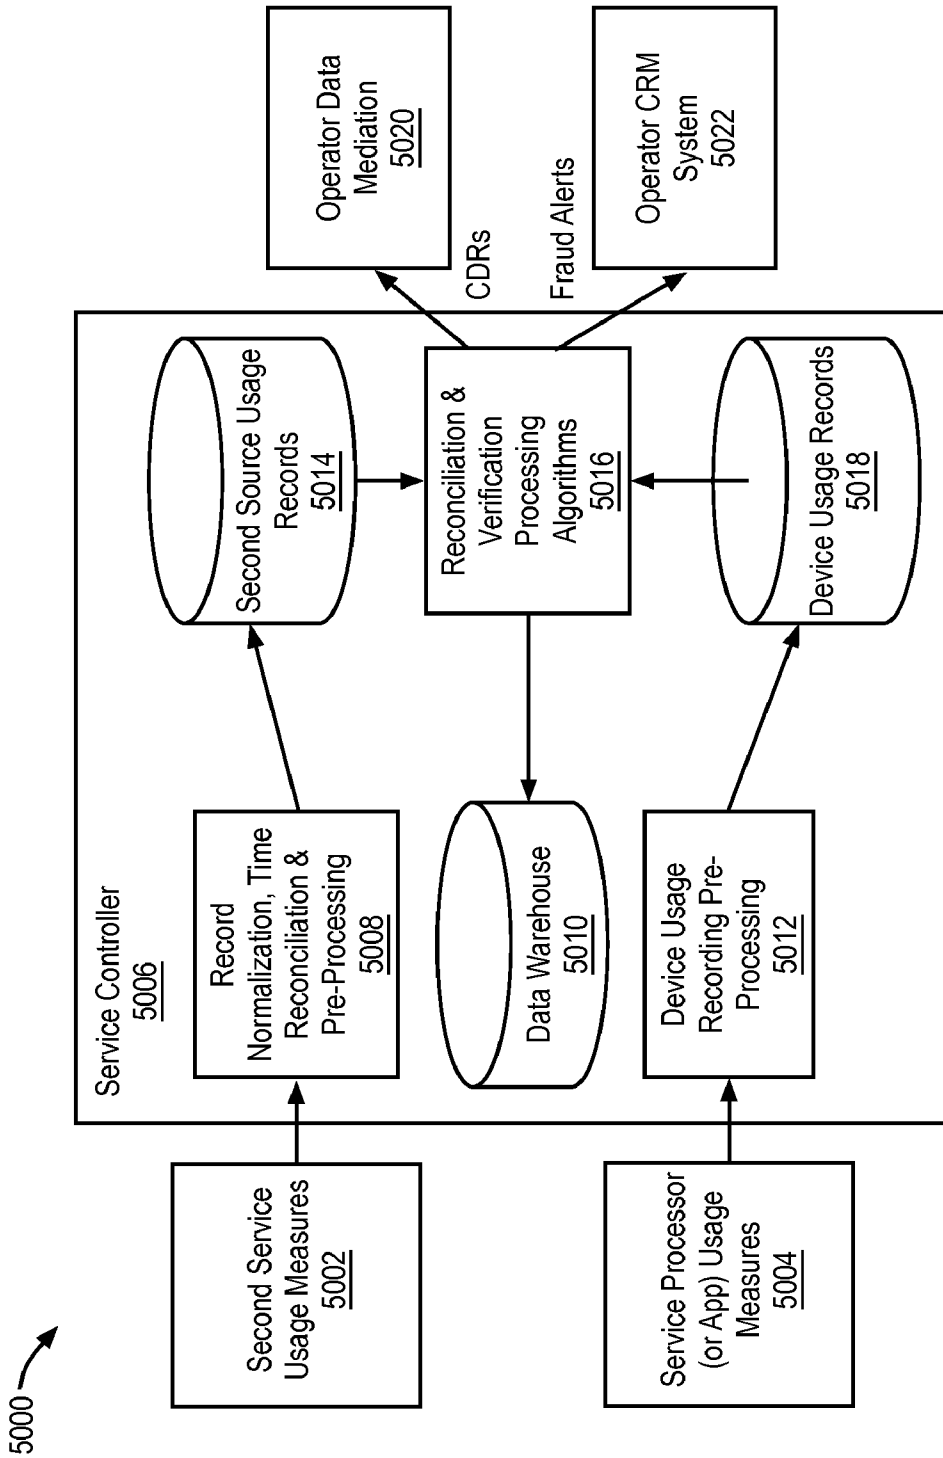 5000
Second Service
Usage Measures
5002
Service Processor
(or App) Usage
Measures
5004
Service Controller
5006
Record
Normalization, Time
Reconciliation &
Pre-Processing
5008
Data Warehouse
5010
Device Usage
Recording Pre-
Processing
5012
Second Source Usage
Records
5014
Reconciliation &
Verification
Processing
Algorithms
5016
Device Usage Records
5018
CDRs
Fraud Alerts
Operator Data
Mediation
5020
Operator CRM
System
5022